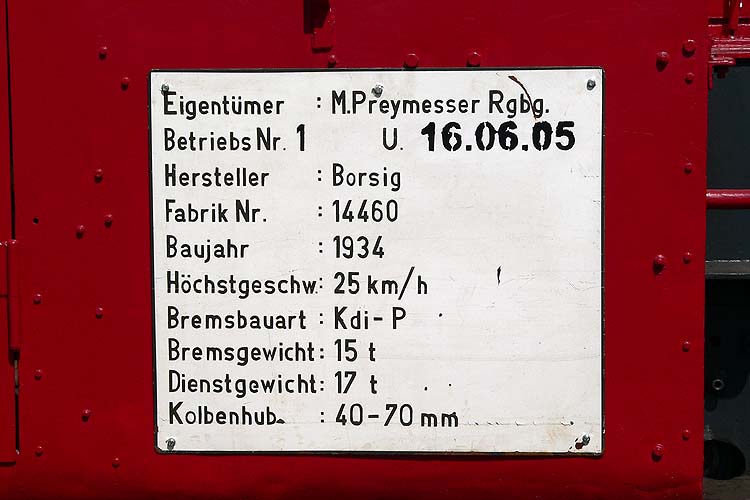 Eigentümer : M.Preymesser Rgbg.
Betriebs Nr. 1 U. 16.06.05
Hersteller : Borsig
Fabrik Nr. : 14460
Baujahr : 1934
Höchstgeschw: 25 km/h
Bremsbauart : Kdi-P
Bremsgewicht: 15 t
Dienstgewicht: 17 t
Kolbenhub. : 40-70 mm